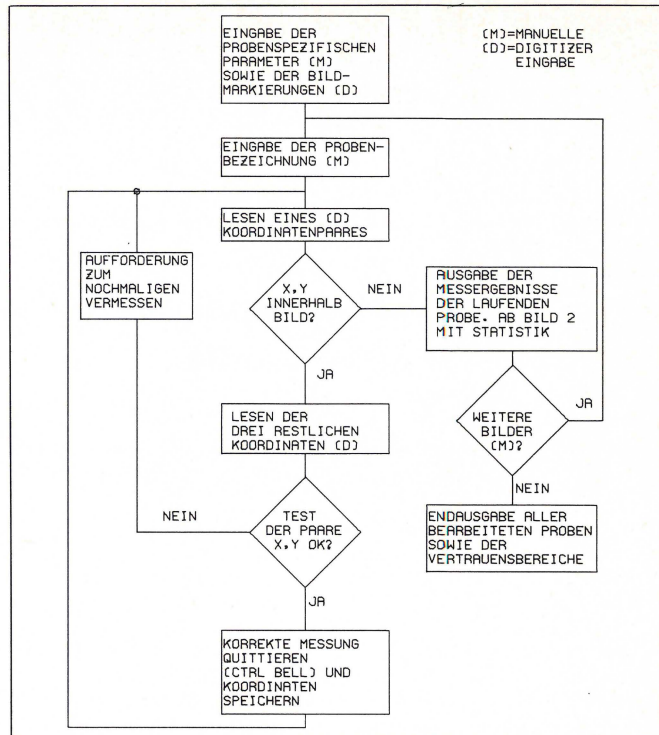 EINGABE DER
PROBENSPEZIFISCHEN
PARAMETER (M)
SOWIE DER BILD-
MARKIERUNGEN (D)
(M)=MANUELLE
(D)=DIGITIZER
EINGABE
EINGABE DER PROBEN-
BEZEICHNUNG (M)
LESEN EINES (D)
KOORDINATENPAARES
AUFFORDERUNG
ZUM
NOCHMALIGEN
VERMESSEN
X,Y
INNERHALB
BILD?
NEIN
AUSGABE DER
MESSERGEBNISSE
DER LAUFENDEN
PROBE. AB BILD 2
MIT STATISTIK
JA
LESEN DER
DREI RESTLICHEN
KOORDINATEN (D)
WEITERE
BILDER
(M)?
JA
NEIN
NEIN
TEST
DER PAARE
X,Y OK?
ENDAUSGABE ALLER
BEARBEITETEN PROBEN
SOWIE DER
VERTRAUENSBEREICHE
JA
KORREKTE MESSUNG
QUITTIEREN
(CTRL BELL) UND
KOORDINATEN
SPEICHERN